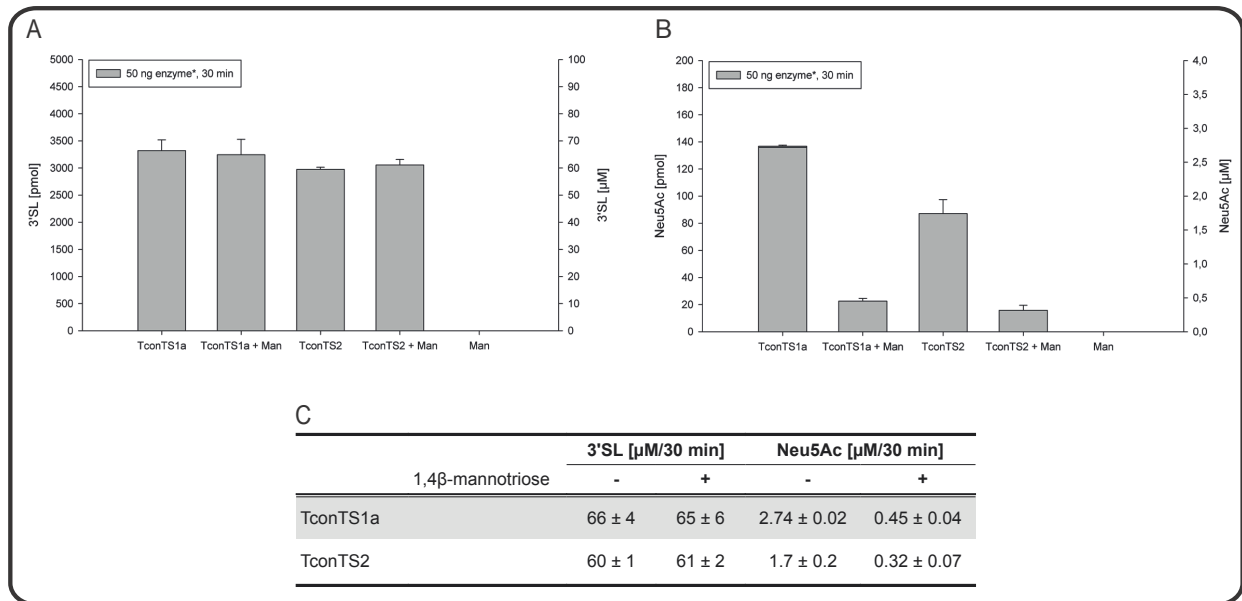 A
5000
4500
4000
3500
3000
2500
2000
1500
1000
500
0
3'SL [pmol]
50 ng enzyme*, 30 min
100
90
80
70
60
50
40
30
20
10
0
3'SL [µM]
TconTS1a TconTS1a + Man TconTS2 TconTS2 + Man Man
B
200
180
160
140
120
100
80
60
40
20
0
Neu5Ac [pmol]
50 ng enzyme*, 30 min
4,0
3,5
3,0
2,5
2,0
1,5
1,0
0,5
0,0
Neu5Ac [µM]
TconTS1a TconTS1a + Man TconTS2 TconTS2 + Man Man
C
3'SL [µM/30 min] Neu5Ac [µM/30 min]
1,4β-mannotriose - + - +
TconTS1a 66 ± 4 65 ± 6 2.74 ± 0.02 0.45 ± 0.04
TconTS2 60 ± 1 61 ± 2 1.7 ± 0.2 0.32 ± 0.07